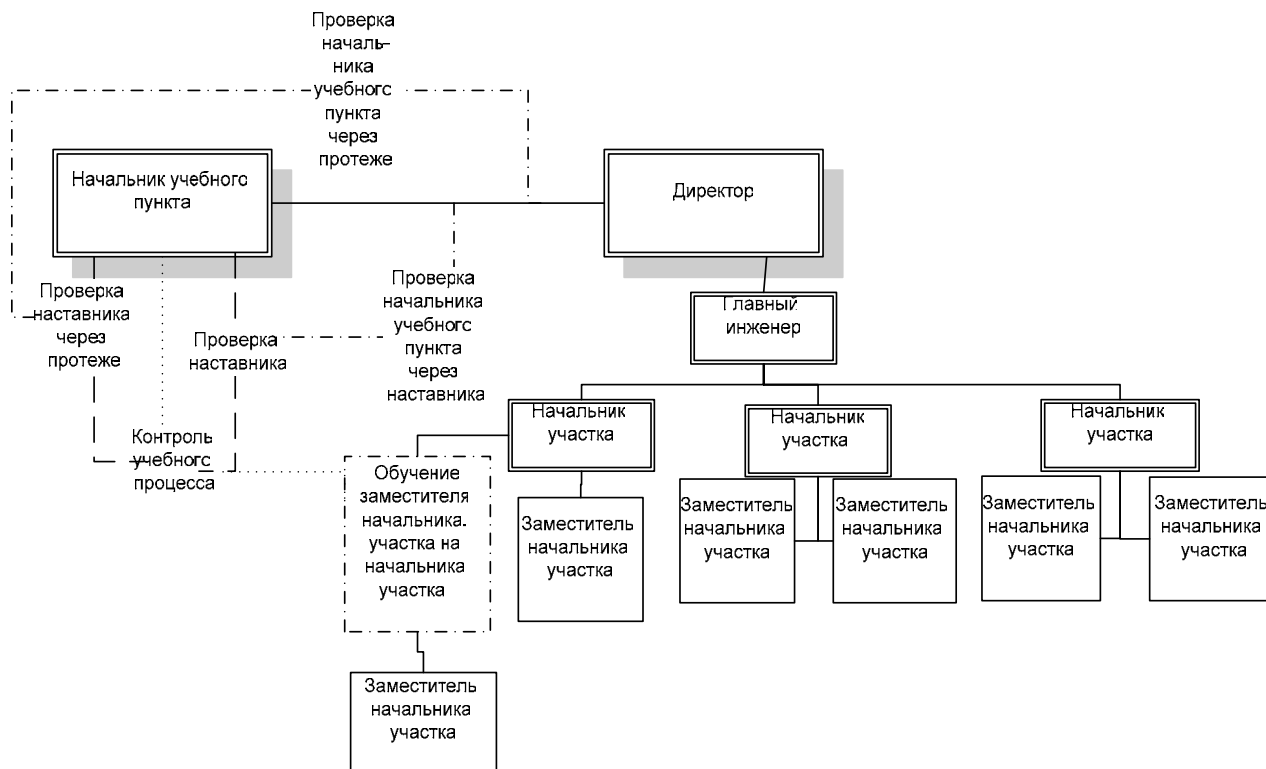 Проверка
началь-
ника
учебного
пункта
через
протеже
Начальник учебного
пункта
Директор
Проверка
наставника
через
протеже
Проверка
наставника
Проверка
начальника
учебного
пункта
через
наставника
Главный
инженер
Контроль
учебного
процесса
Начальник
участка
Начальник
участка
Начальник
участка
Обучение
заместителя
начальника.
участка на
начальника
участка
Заместитель
начальника
участка
Заместитель
начальника
участка
Заместитель
начальника
участка
Заместитель
начальника
участка
Заместитель
начальника
участка
Заместитель
начальника
участка